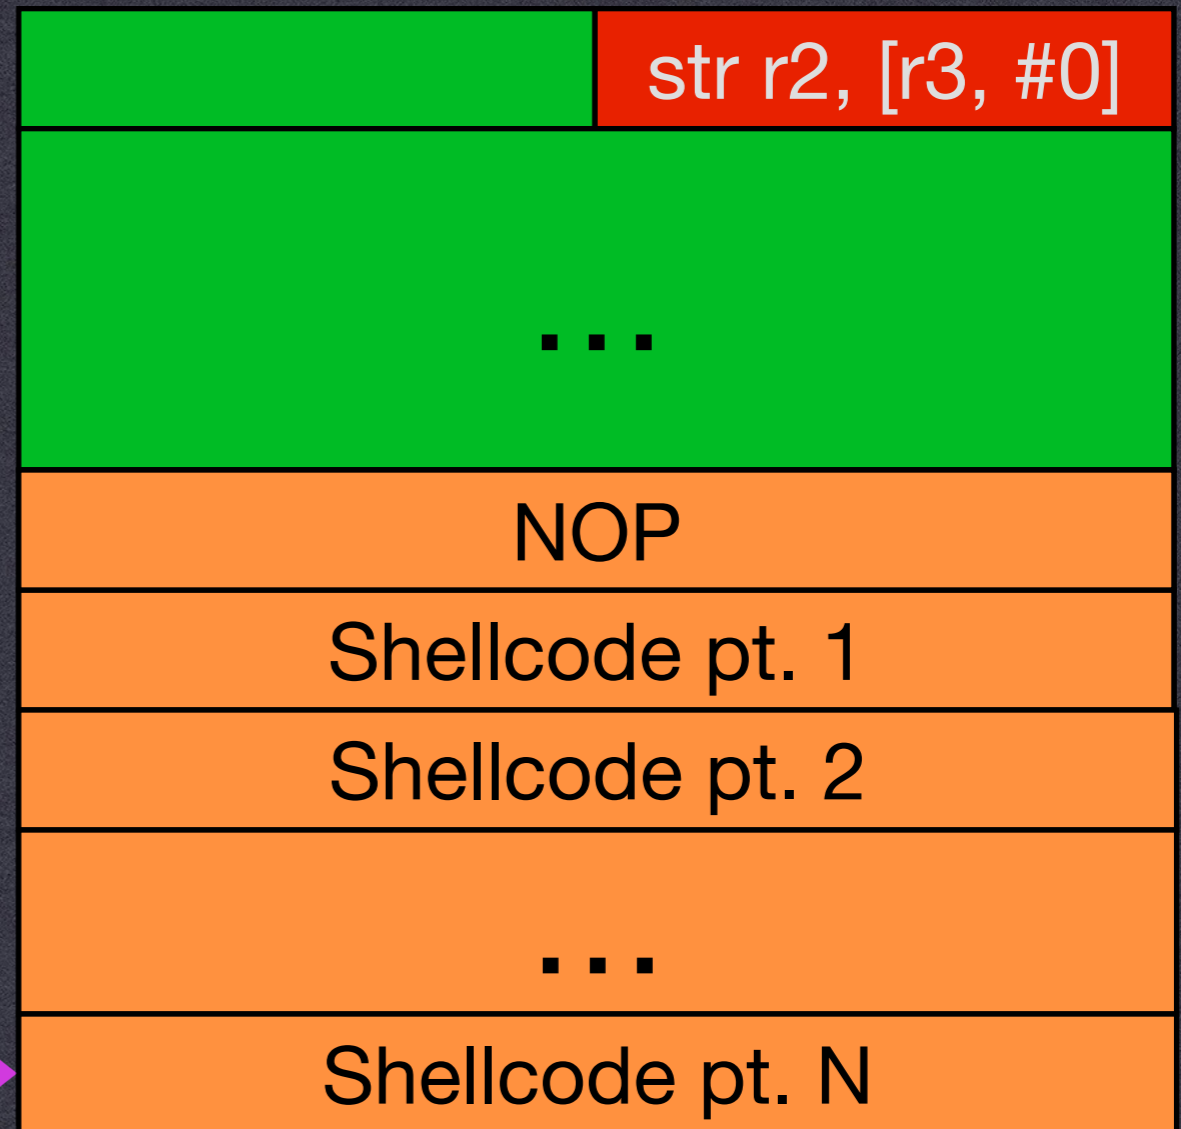 str r2, [r3, #0]
...
NOP
Shellcode pt. 1
Shellcode pt. 2
...
Shellcode pt. N